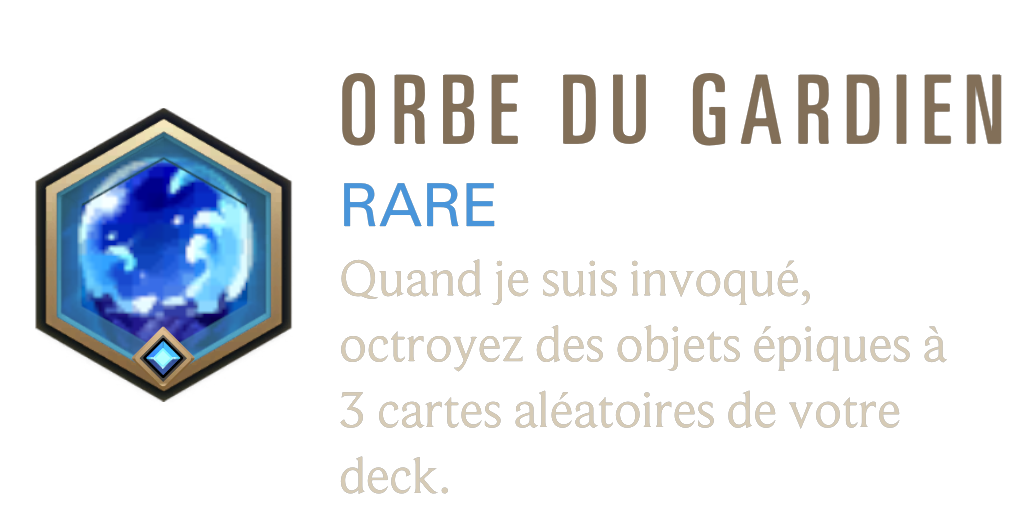 ORBE DU GARDIEN
RARE
Quand je suis invoqué,
octroyez des objets épiques à
3 cartes aléatoires de votre
deck.